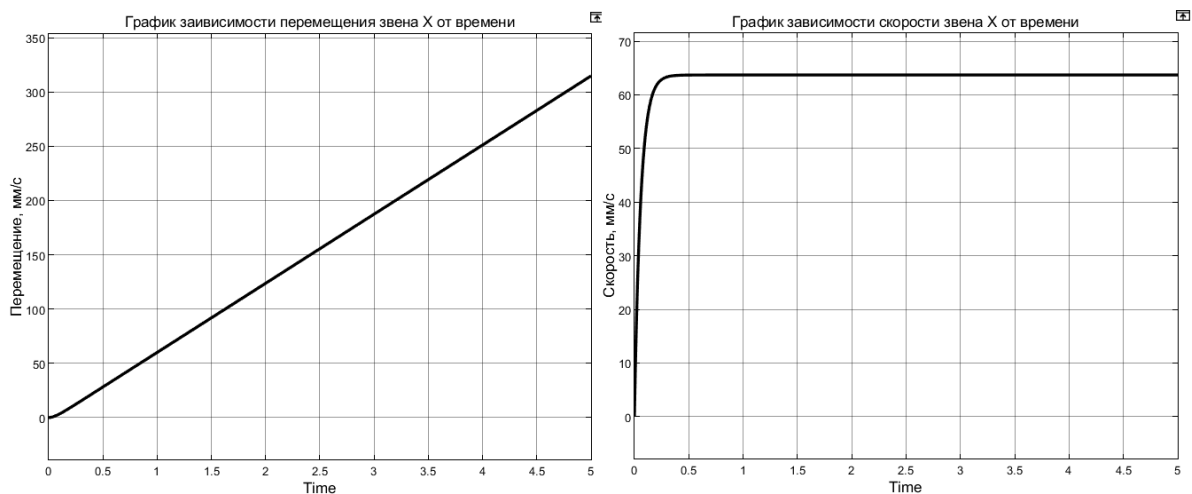 График заивисимости перемещения звена X от времени
Перемещение, мм/с
350
300
250
200
150
100
50
0
0 0.5 1 1.5 2 2.5 3 3.5 4 4.5 5
Time
График зависимости скорости звена X от времени
Скорость, мм/с
70
60
50
40
30
20
10
0
0 0.5 1 1.5 2 2.5 3 3.5 4 4.5 5
Time